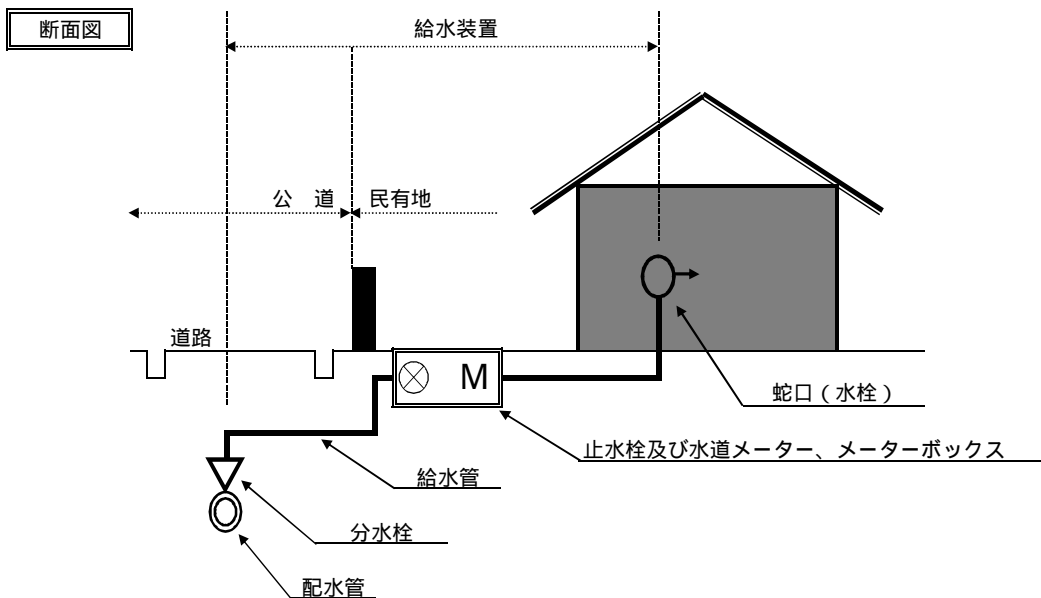 断面図
給水装置
公 道
民有地
道路
M
蛇口(水栓)
止水栓及び水道メーター、メーターボックス
給水管
分水栓
配水管